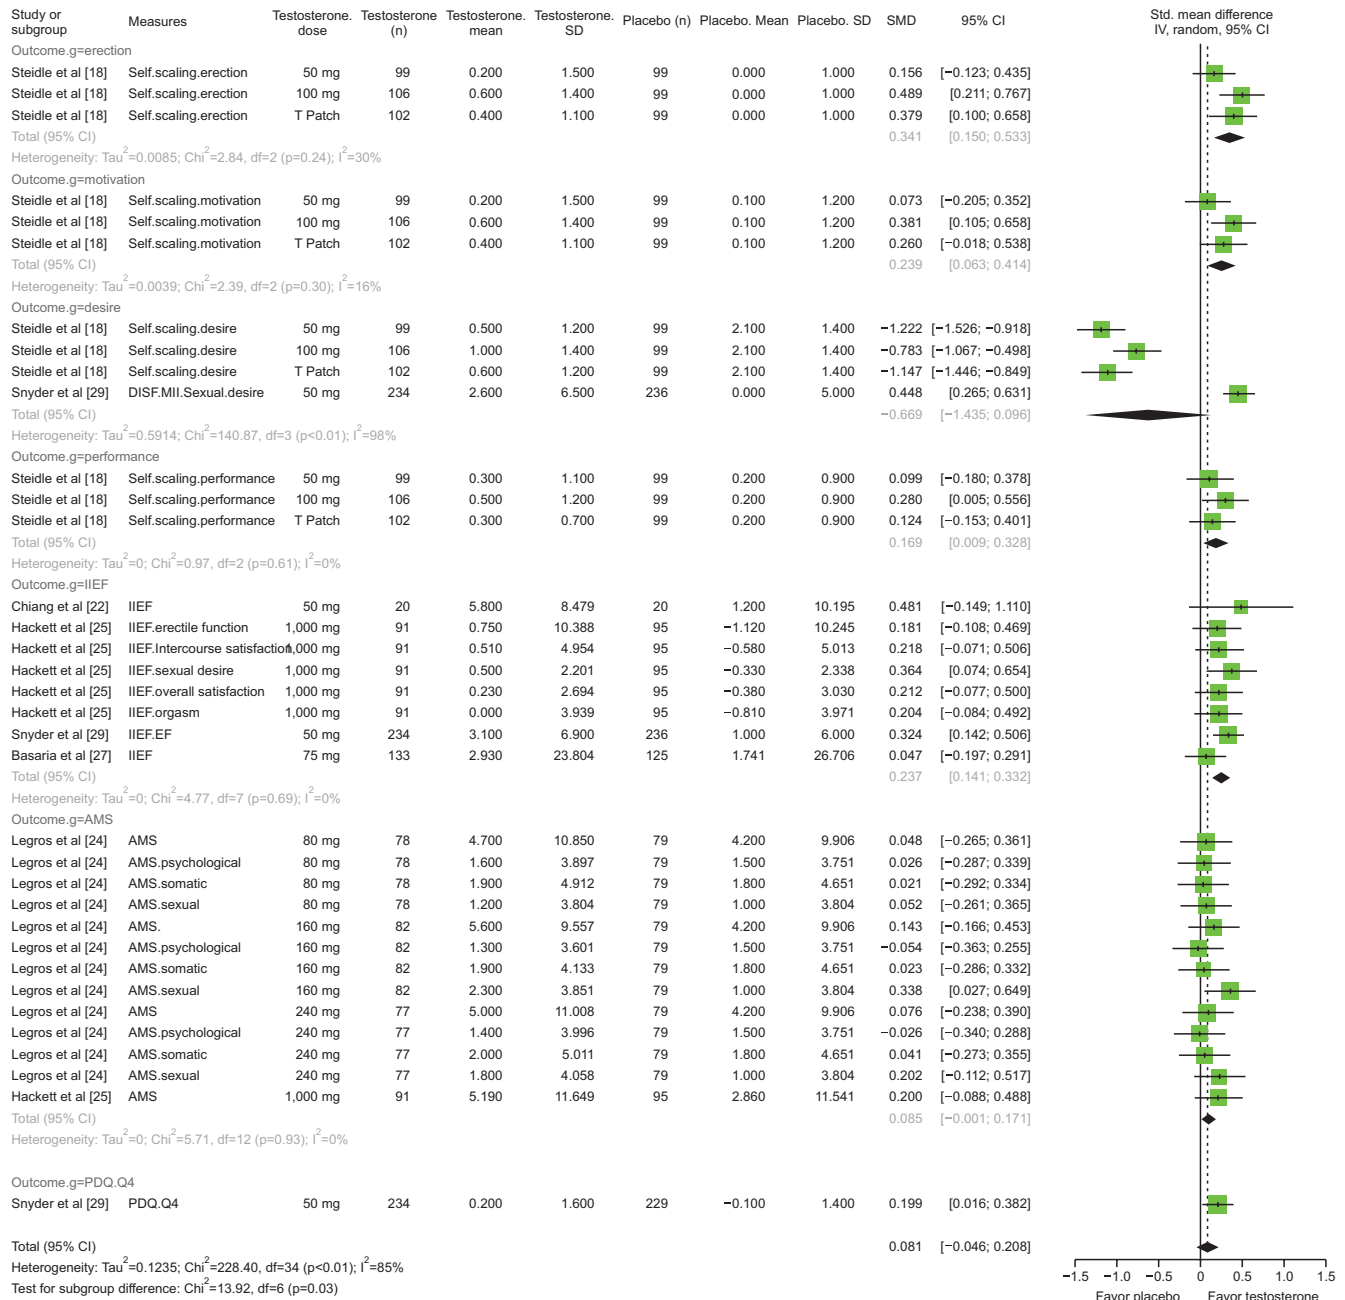 Study or subgroup Measures Testosterone. dose Testosterone (n) Testosterone. mean Testosterone. SD Placebo (n) Placebo. Mean Placebo. SD SMD 95% CI Std. mean difference IV, random, 95% CI
Outcome.g=erection
Steidle et al [18] Self.scaling.erection 50 mg 99 0.200 1.500 99 0.000 1.000 0.156 [−0.123; 0.435]
Steidle et al [18] Self.scaling.erection 100 mg 106 0.600 1.400 99 0.000 1.000 0.489 [0.211; 0.767]
Steidle et al [18] Self.scaling.erection T Patch 102 0.400 1.100 99 0.000 1.000 0.379 [0.100; 0.658]
Total (95% CI) 0.341 [0.150; 0.533]
Heterogeneity: Tau²=0.0085; Chi²=2.84, df=2 (p=0.24); I²=30%
Outcome.g=motivation
Steidle et al [18] Self.scaling.motivation 50 mg 99 0.200 1.500 99 0.100 1.200 0.073 [−0.205; 0.352]
Steidle et al [18] Self.scaling.motivation 100 mg 106 0.600 1.400 99 0.100 1.200 0.381 [0.105; 0.658]
Steidle et al [18] Self.scaling.motivation T Patch 102 0.400 1.100 99 0.100 1.200 0.260 [−0.018; 0.538]
Total (95% CI) 0.239 [0.063; 0.414]
Heterogeneity: Tau²=0.0039; Chi²=2.39, df=2 (p=0.30); I²=16%
Outcome.g=desire
Steidle et al [18] Self.scaling.desire 50 mg 99 0.500 1.200 99 2.100 1.400 −1.222 [−1.526; −0.918]
Steidle et al [18] Self.scaling.desire 100 mg 106 1.000 1.400 99 2.100 1.400 −0.783 [−1.067; −0.498]
Steidle et al [18] Self.scaling.desire T Patch 102 0.600 1.200 99 2.100 1.400 −1.147 [−1.446; −0.849]
Snyder et al [29] DISF.MII.Sexual.desire 50 mg 234 2.600 6.500 236 0.000 5.000 0.448 [0.265; 0.631]
Total (95% CI) −0.669 [−1.435; 0.096]
Heterogeneity: Tau²=0.5914; Chi²=140.87, df=3 (p<0.01); I²=98%
Outcome.g=performance
Steidle et al [18] Self.scaling.performance 50 mg 99 0.300 1.100 99 0.200 0.900 0.099 [−0.180; 0.378]
Steidle et al [18] Self.scaling.performance 100 mg 106 0.500 1.200 99 0.200 0.900 0.280 [0.005; 0.556]
Steidle et al [18] Self.scaling.performance T Patch 102 0.300 0.700 99 0.200 0.900 0.124 [−0.153; 0.401]
Total (95% CI) 0.169 [0.009; 0.328]
Heterogeneity: Tau²=0; Chi²=0.97, df=2 (p=0.61); I²=0%
Outcome.g=IIEF
Chiang et al [22] IIEF 50 mg 20 5.800 8.479 20 1.200 10.195 0.481 [−0.149; 1.110]
Hackett et al [25] IIEF.erectile function 1,000 mg 91 0.750 10.388 95 −1.120 10.245 0.181 [−0.108; 0.469]
Hackett et al [25] IIEF.Intercourse satisfaction 1,000 mg 91 0.510 4.954 95 −0.580 5.013 0.218 [−0.071; 0.506]
Hackett et al [25] IIEF.sexual desire 1,000 mg 91 0.500 2.201 95 −0.330 2.338 0.364 [0.074; 0.654]
Hackett et al [25] IIEF.overall satisfaction 1,000 mg 91 0.230 2.694 95 −0.380 3.030 0.212 [−0.077; 0.500]
Hackett et al [25] IIEF.orgasm 1,000 mg 91 0.000 3.939 95 −0.810 3.971 0.204 [−0.084; 0.492]
Snyder et al [29] IIEF.EF 50 mg 234 3.100 6.900 236 1.000 6.000 0.324 [0.142; 0.506]
Basaria et al [27] IIEF 75 mg 133 2.930 23.804 125 1.741 26.706 0.047 [−0.197; 0.291]
Total (95% CI) 0.237 [0.141; 0.332]
Heterogeneity: Tau²=0; Chi²=4.77, df=7 (p=0.69); I²=0%
Outcome.g=AMS
Legros et al [24] AMS 80 mg 78 4.700 10.850 79 4.200 9.906 0.048 [−0.265; 0.361]
Legros et al [24] AMS.psychological 80 mg 78 1.600 3.897 79 1.500 3.751 0.026 [−0.287; 0.339]
Legros et al [24] AMS.somatic 80 mg 78 1.900 4.912 79 1.800 4.651 0.021 [−0.292; 0.334]
Legros et al [24] AMS.sexual 80 mg 78 1.200 3.804 79 1.000 3.804 0.052 [−0.261; 0.365]
Legros et al [24] AMS. 160 mg 82 5.600 9.557 79 4.200 9.906 0.143 [−0.166; 0.453]
Legros et al [24] AMS.psychological 160 mg 82 1.300 3.601 79 1.500 3.751 −0.054 [−0.363; 0.255]
Legros et al [24] AMS.somatic 160 mg 82 1.900 4.133 79 1.800 4.651 0.023 [−0.286; 0.332]
Legros et al [24] AMS.sexual 160 mg 82 2.300 3.851 79 1.000 3.804 0.338 [0.027; 0.649]
Legros et al [24] AMS 240 mg 77 5.000 11.008 79 4.200 9.906 0.076 [−0.238; 0.390]
Legros et al [24] AMS.psychological 240 mg 77 1.400 3.996 79 1.500 3.751 −0.026 [−0.340; 0.288]
Legros et al [24] AMS.somatic 240 mg 77 2.000 5.011 79 1.800 4.651 0.041 [−0.273; 0.355]
Legros et al [24] AMS.sexual 240 mg 77 1.800 4.058 79 1.000 3.804 0.202 [−0.112; 0.517]
Hackett et al [25] AMS 1,000 mg 91 5.190 11.649 95 2.860 11.541 0.200 [−0.088; 0.488]
Total (95% CI) 0.085 [−0.001; 0.171]
Heterogeneity: Tau²=0; Chi²=5.71, df=12 (p=0.93); I²=0%
Outcome.g=PDQ.Q4
Snyder et al [29] PDQ.Q4 50 mg 234 0.200 1.600 229 −0.100 1.400 0.199 [0.016; 0.382]
Total (95% CI) 0.081 [−0.046; 0.208]
Heterogeneity: Tau²=0.1235; Chi²=228.40, df=34 (p<0.01); I²=85%
Test for subgroup difference: Chi²=13.92, df=6 (p=0.03)
−1.5 −1.0 −0.5 0 0.5 1.0 1.5
Favor placebo Favor testosterone